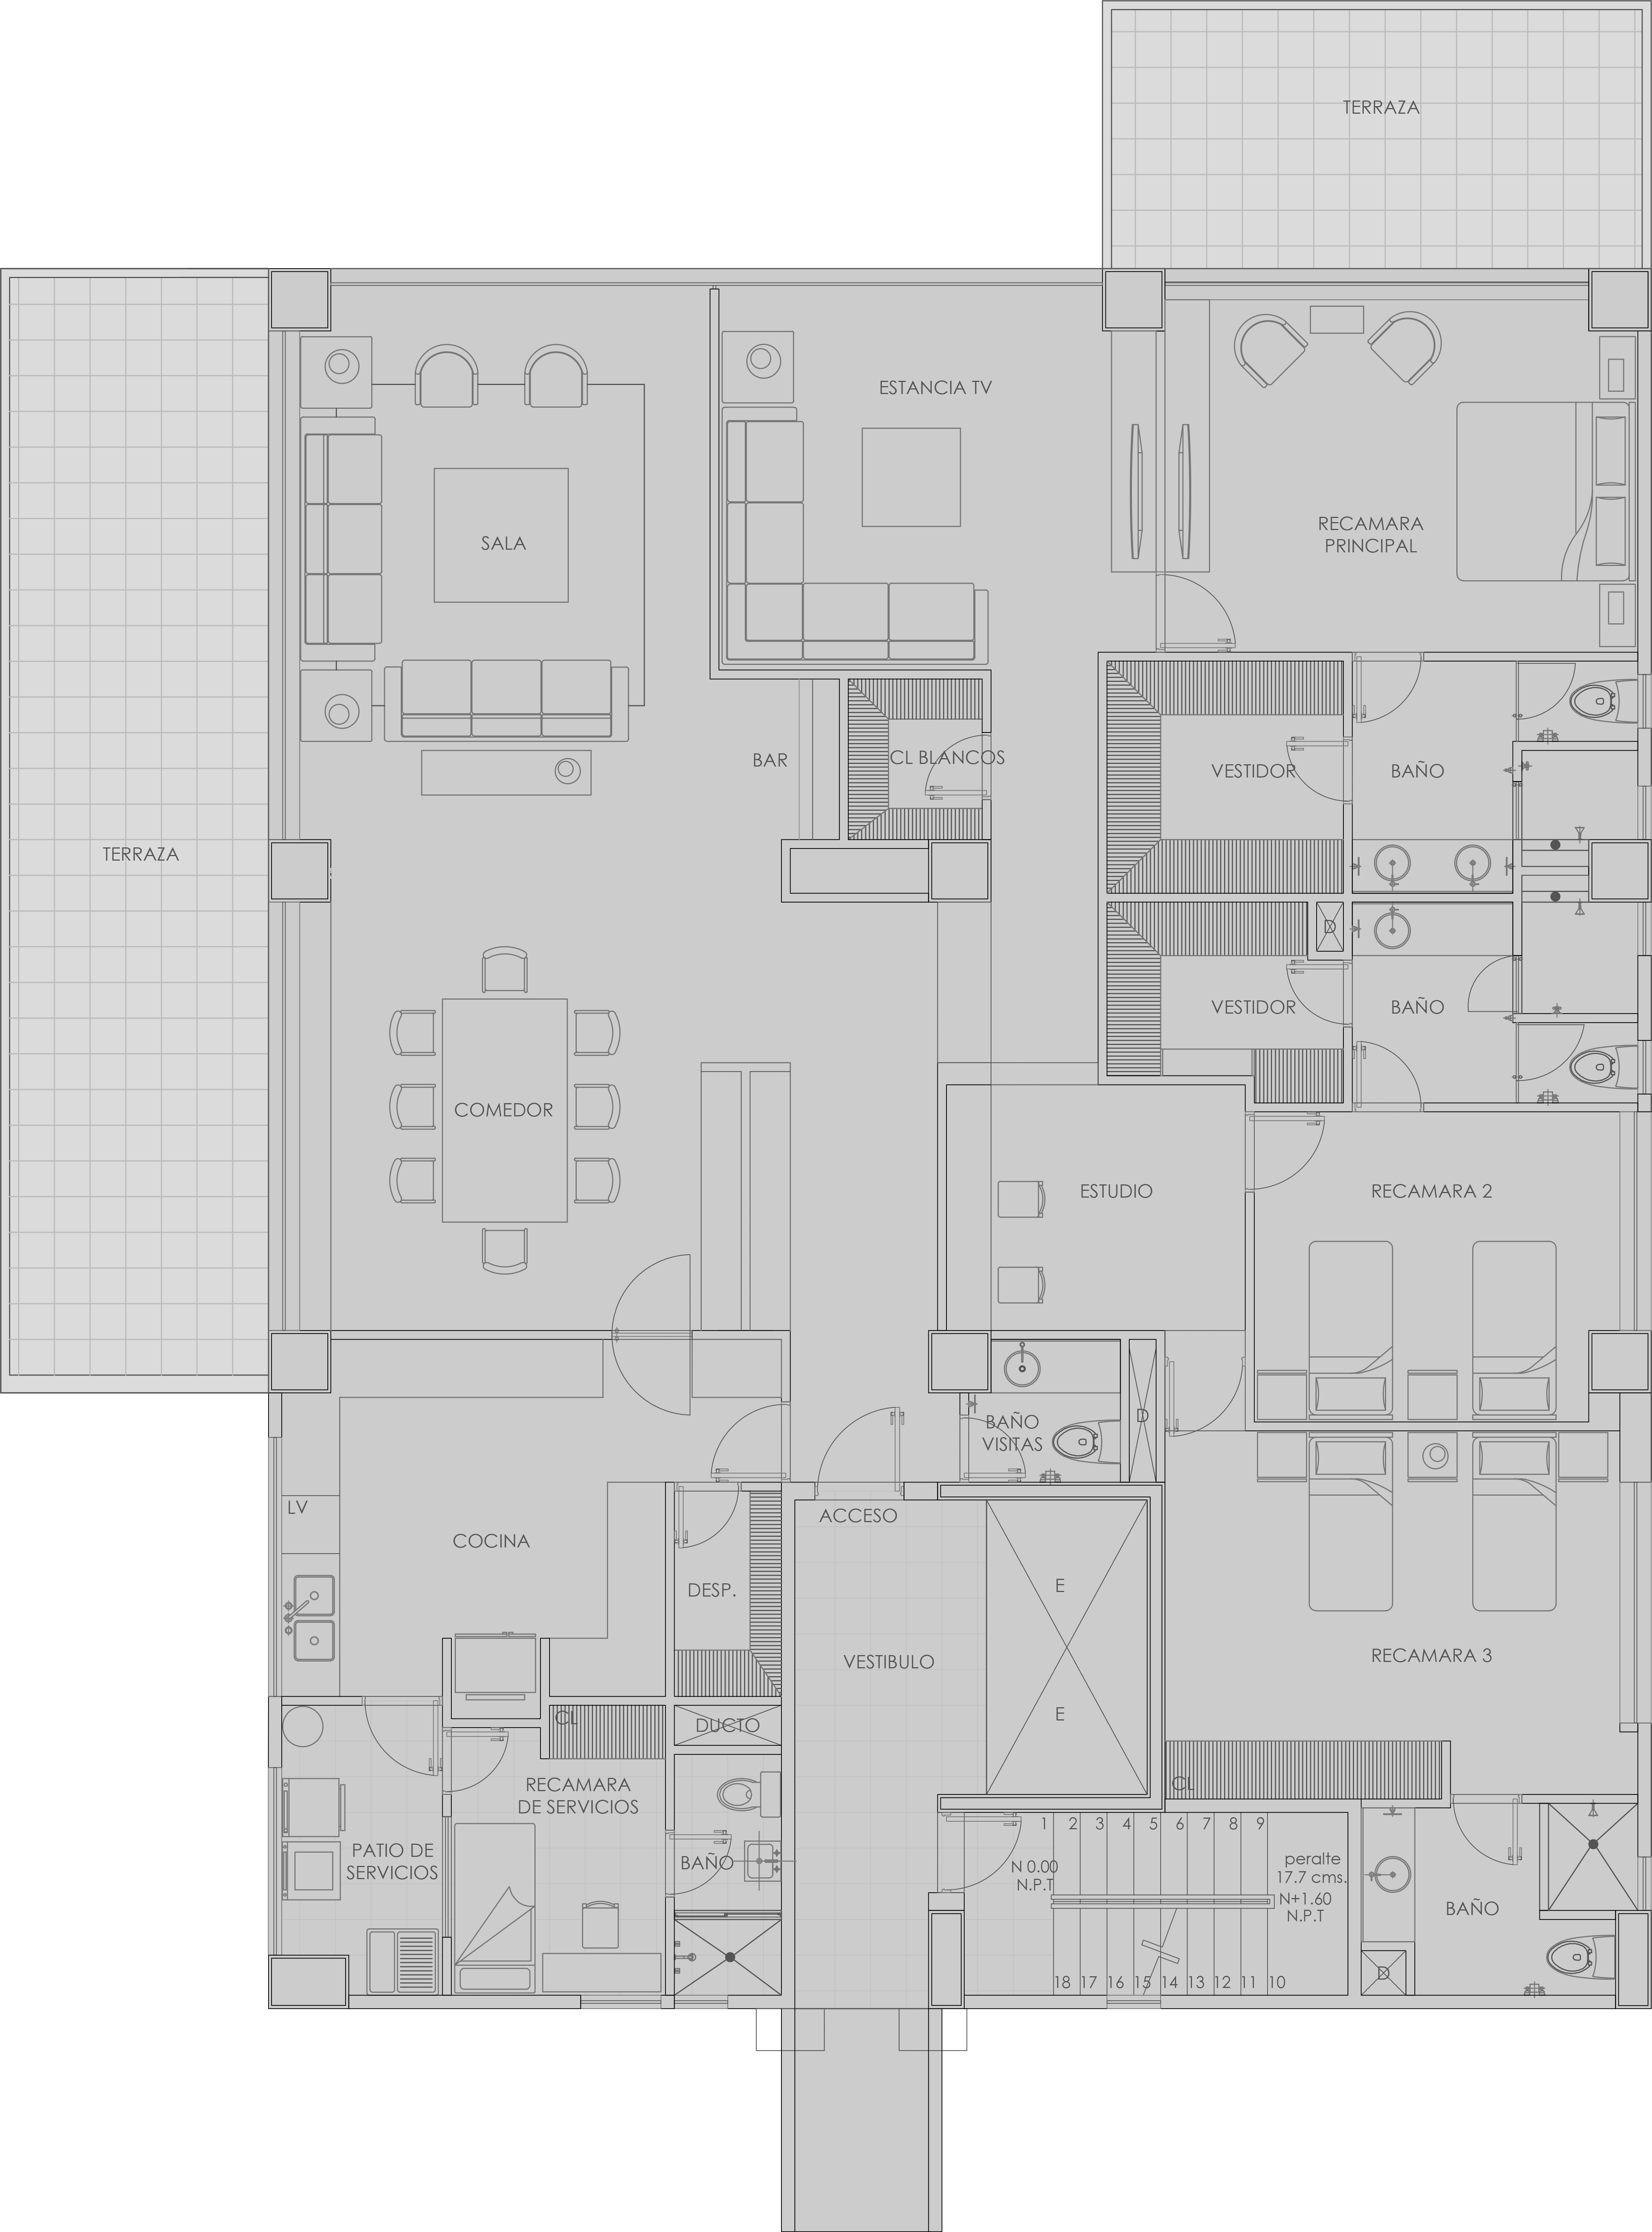 TERRAZA
ESTANCIA TV
RECAMARA
PRINCIPAL
SALA
BAR
CL BLANCOS
VESTIDOR
BAÑO
TERRAZA
D
VESTIDOR
BAÑO
COMEDOR
ESTUDIO
RECAMARA 2
BAÑO
VISITAS
D
LV
ACCESO
COCINA
DESP.
E
VESTIBULO
RECAMARA 3
E
CL
DUCTO
RECAMARA
DE SERVICIOS
CL
PATIO DE
SERVICIOS
BAÑO
1 2 3 4 5 6 7 8 9
N 0.00
N.P.T
peralte
17.7 cms.
N+1.60
N.P.T
BAÑO
18 17 16 15 14 13 12 11 10
D